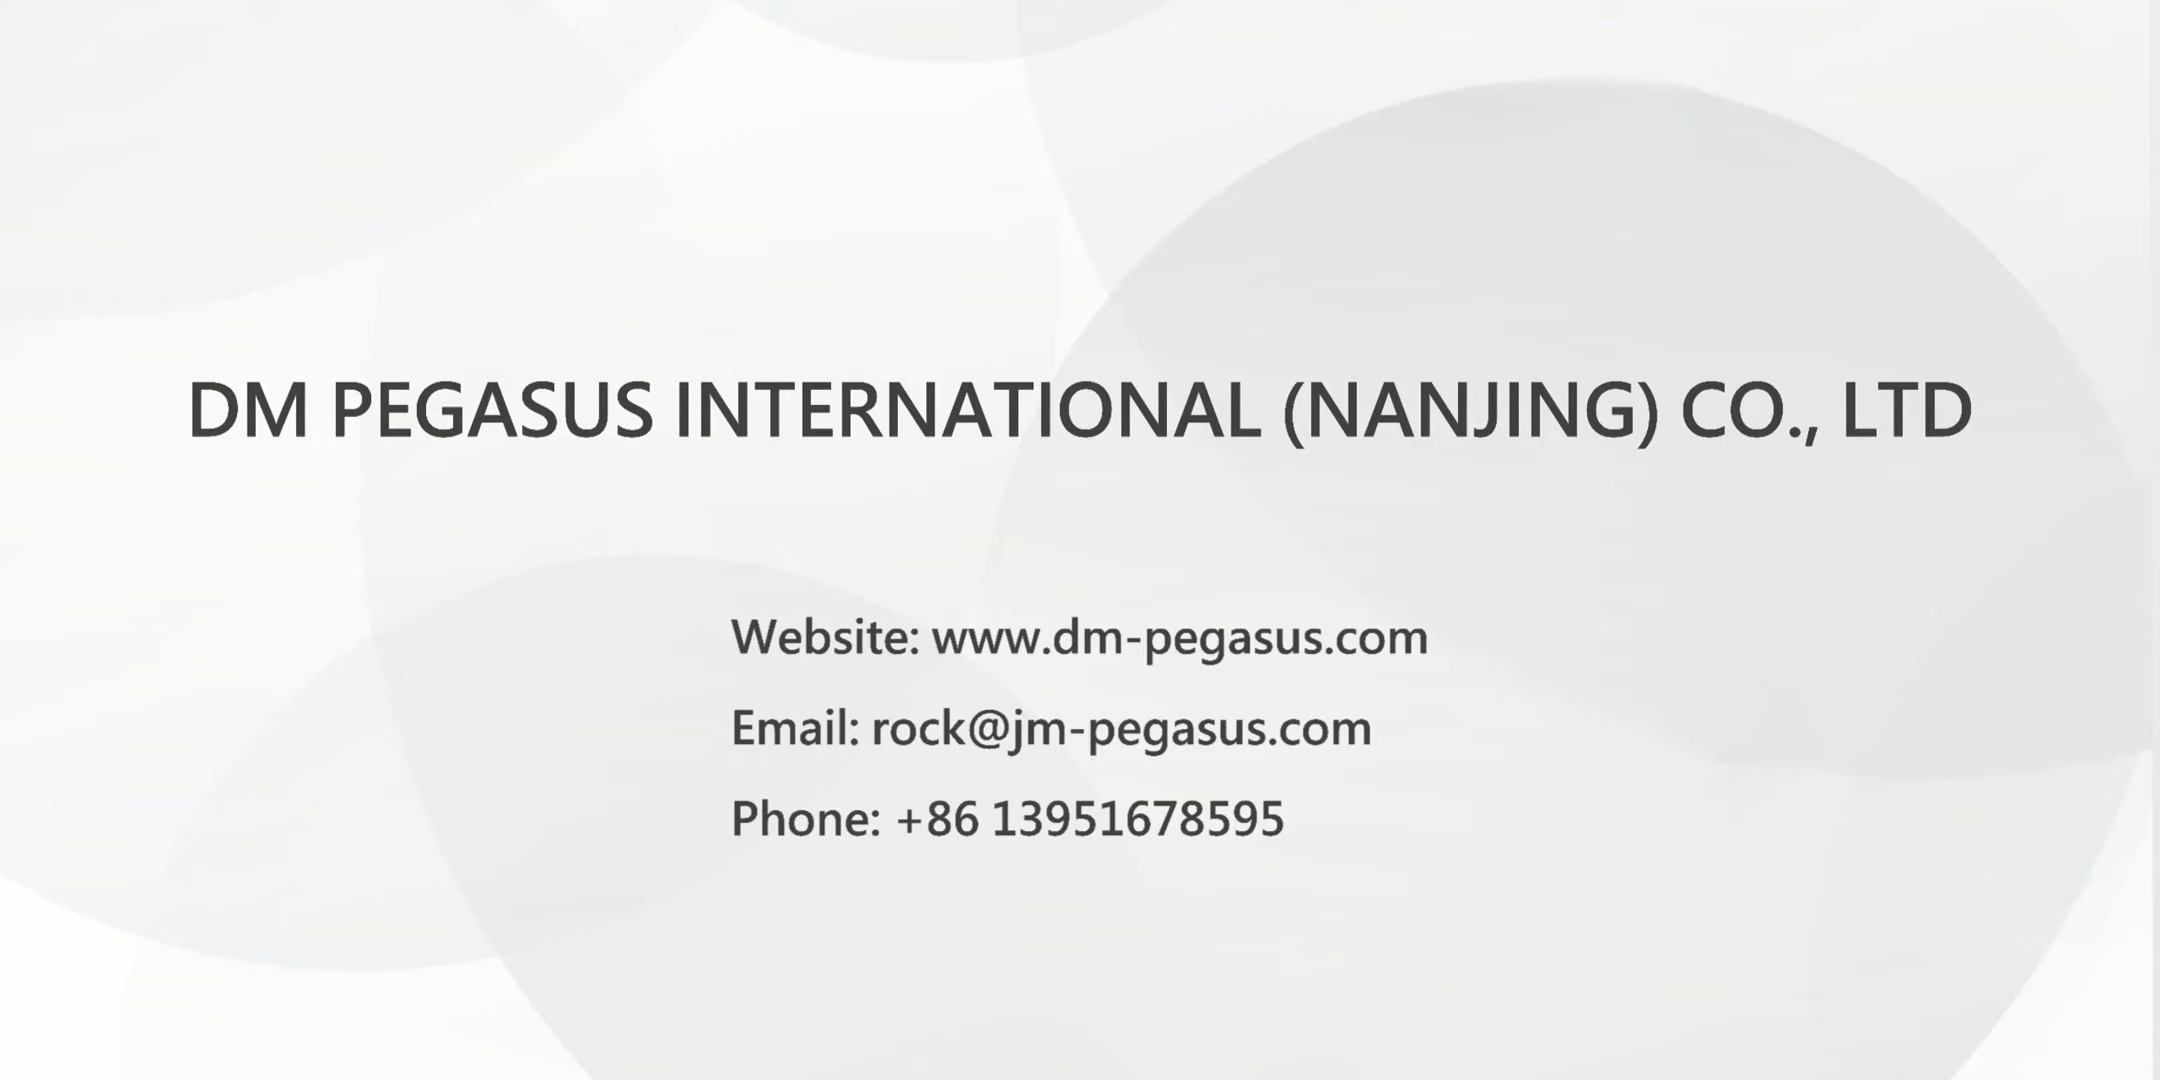 DM PEGASUS INTERNATIONAL (NANJING) CO., LTD
Website: www.dm-pegasus.com
Email: rock@jm-pegasus.com
Phone: +86 13951678595